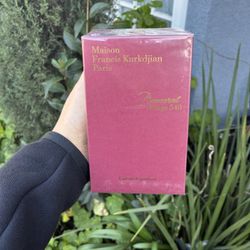 Maison
Francis Kurkdjian
Paris
Baccarat
Rouge 540